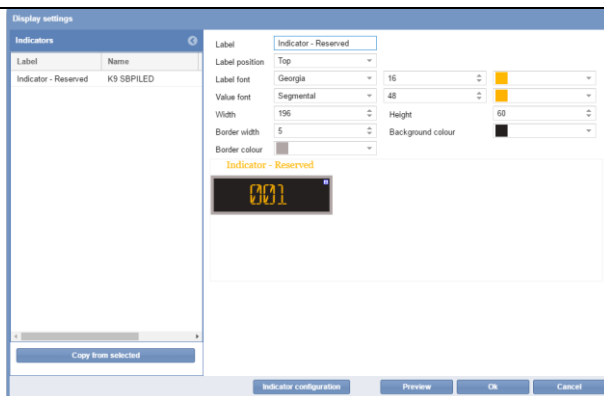 Display settings
Indicators
Label Name
Indicator - Reserved K9 SBPILED
Copy from selected
Label Indicator - Reserved
Label position Top
Label font Georgia 16
Value font Segmental 48
Width 196 Height 60
Border width 5 Background colour
Border colour
Indicator - Reserved
001
Indicator configuration Preview Ok Cancel